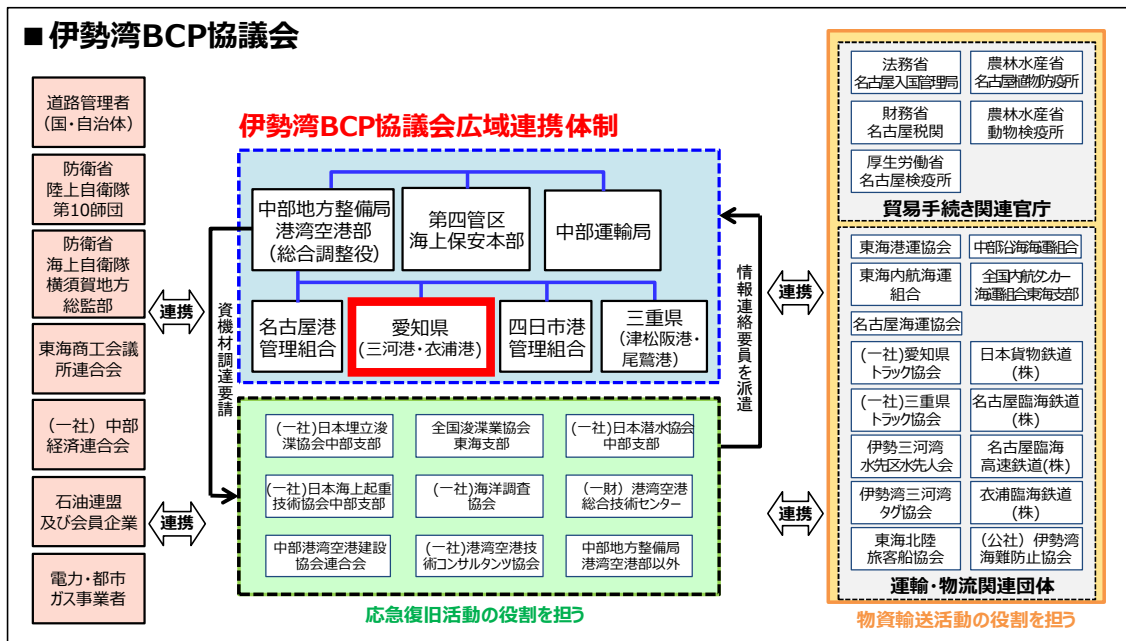 ■伊勢湾BCP協議会
道路管理者
(国・自治体)
防衛省
陸上自衛隊
第10師団
防衛省
海上自衛隊
横須賀地方
総監部
東海商工会議
所連合会
(一社)中部
経済連合会
石油連盟
及び会員企業
電力・都市
ガス事業者
連携
連携
伊勢湾BCP協議会広域連携体制
中部地方整備局
港湾空港部
(総合調整役)
第四管区
海上保安本部
中部運輸局
名古屋港
管理組合
愛知県
(三河港・衣浦港)
四日市港
管理組合
三重県
(津松阪港・
尾鷲港)
資機材調達要請
情報連絡要員を派遣
(一社)日本埋立浚
渫協会中部支部
全国浚渫業協会
東海支部
(一社)日本潜水協会
中部支部
(一社)日本海上起重
技術協会中部支部
(一社)海洋調査
協会
(一財)港湾空港
総合技術センター
中部港湾空港建設
協会連合会
(一社)港湾空港技
術コンサルタンツ協会
中部地方整備局
港湾空港部以外
応急復旧活動の役割を担う
連携
連携
法務省
名古屋入国管理局
農林水産省
名古屋植物防疫所
財務省
名古屋税関
農林水産省
動物検疫所
厚生労働省
名古屋検疫所
貿易手続き関連官庁
東海港運協会
中部沿海海運組合
東海内航海運
組合
全国内航タンカー
海運組合東海支部
名古屋海運協会
(一社)愛知県
トラック協会
日本貨物鉄道
(株)
(一社)三重県
トラック協会
名古屋臨海鉄道
(株)
伊勢三河湾
水先区水先人会
名古屋臨海
高速鉄道(株)
伊勢湾三河湾
タグ協会
衣浦臨海鉄道
(株)
東海北陸
旅客船協会
(公社)伊勢湾
海難防止協会
運輸・物流関連団体
物資輸送活動の役割を担う